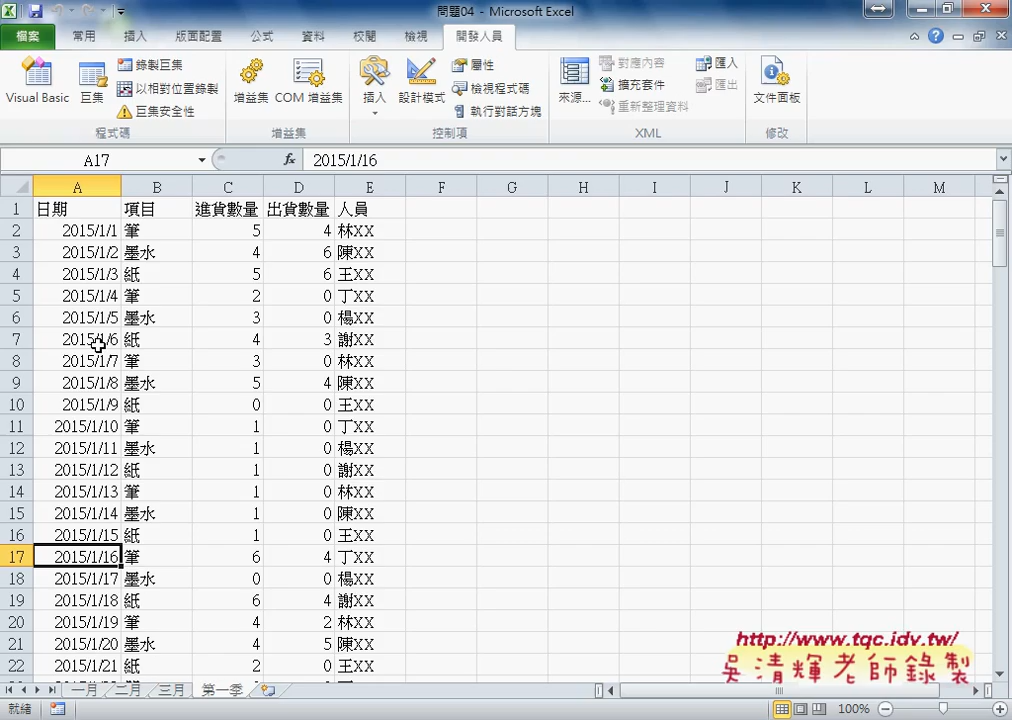 問題04 - Microsoft Excel
檔案 常用 插入 版面配置 公式 資料 校閱 檢視 開發人員
Visual Basic 巨集 錄製巨集 以相對位置錄製 巨集安全性 增益集 COM 增益集 插入 設計模式 屬性 檢視程式碼 執行對話方塊 來源... 對應內容 擴充套件 重新整理資料 匯入 匯出 文件面板
程式碼 增益集 控制項 XML 修改
A17 fx 2015/1/16
A B C D E F G H I J K L M
1 日期 項目 進貨數量 出貨數量 人員
2 2015/1/1 筆 5 4 林XX
3 2015/1/2 墨水 4 6 陳XX
4 2015/1/3 紙 5 6 王XX
5 2015/1/4 筆 2 0 丁XX
6 2015/1/5 墨水 3 0 楊XX
7 2015/1/6 紙 4 3 謝XX
8 2015/1/7 筆 3 0 林XX
9 2015/1/8 墨水 5 4 陳XX
10 2015/1/9 紙 0 0 王XX
11 2015/1/10 筆 1 0 丁XX
12 2015/1/11 墨水 1 0 楊XX
13 2015/1/12 紙 1 0 謝XX
14 2015/1/13 筆 1 0 林XX
15 2015/1/14 墨水 1 0 陳XX
16 2015/1/15 紙 1 0 王XX
17 2015/1/16 筆 6 4 丁XX
18 2015/1/17 墨水 0 0 楊XX
19 2015/1/18 紙 6 4 謝XX
20 2015/1/19 筆 4 2 林XX
21 2015/1/20 墨水 4 5 陳XX
22 2015/1/21 紙 2 0 王XX
http://www.tqc.idv.tw/
吳清輝老師錄製
一月 二月 三月 第一季
就緒 100%